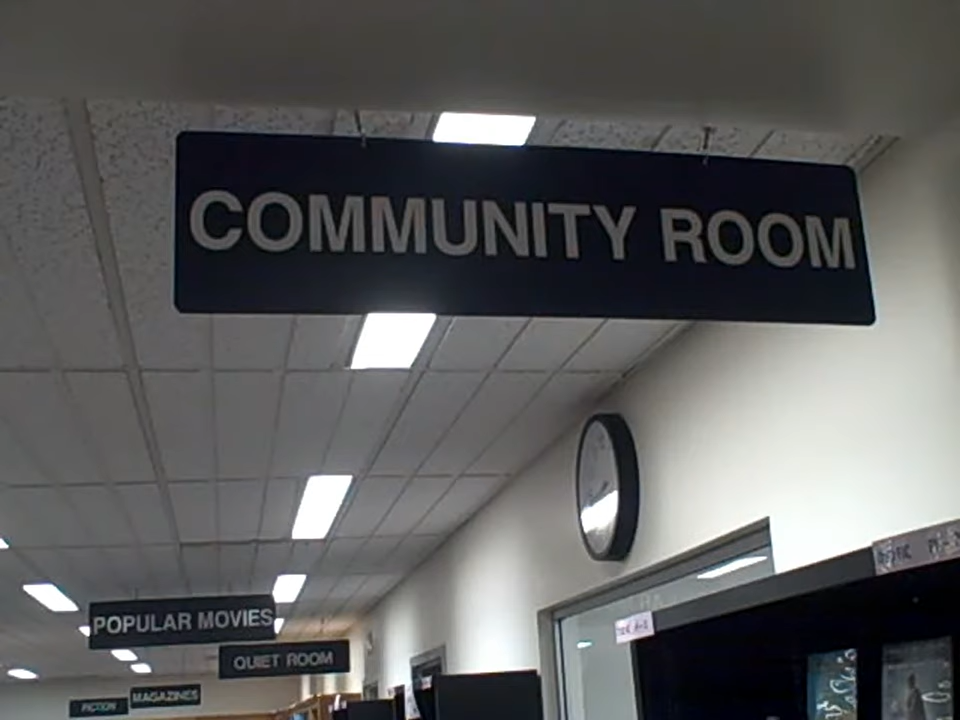 COMMUNITY ROOM
POPULAR MOVIES
QUIET ROOM
MAGAZINES
FICTION